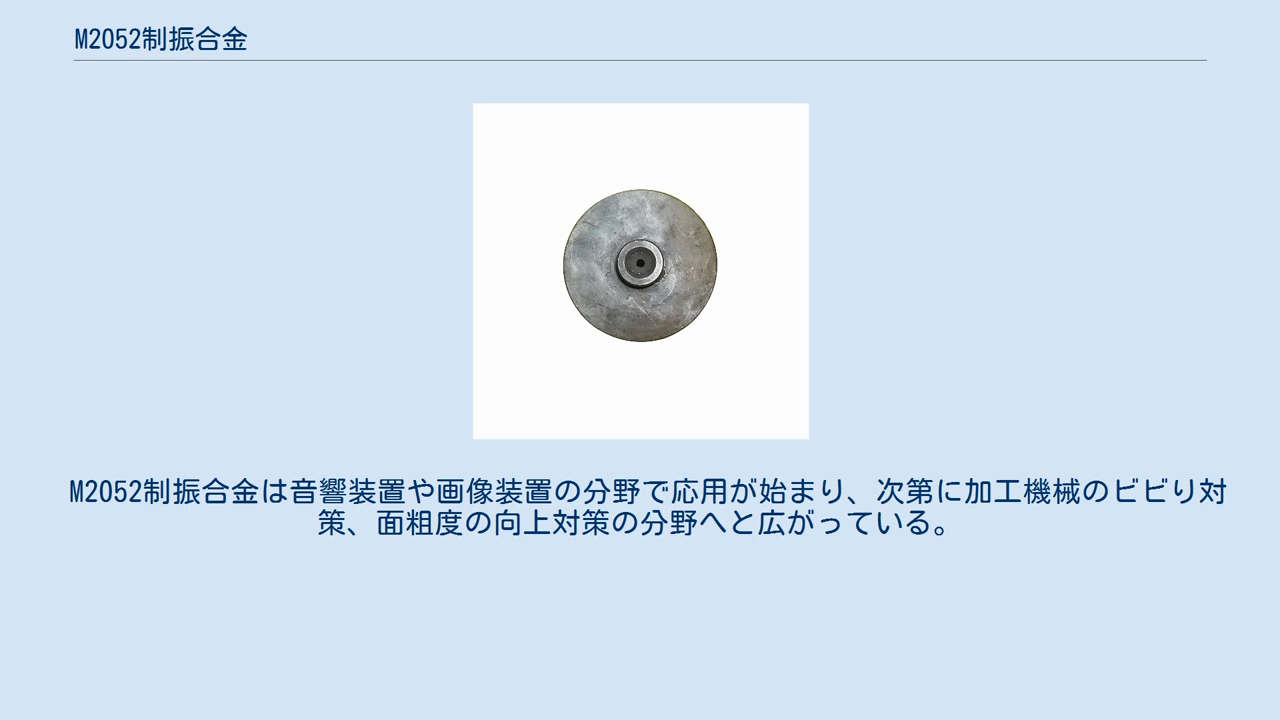 M2052制振合金
M2052制振合金は音響装置や画像装置の分野で応用が始まり、次第に加工機械のビビり対
策、面粗度の向上対策の分野へと広がっている。